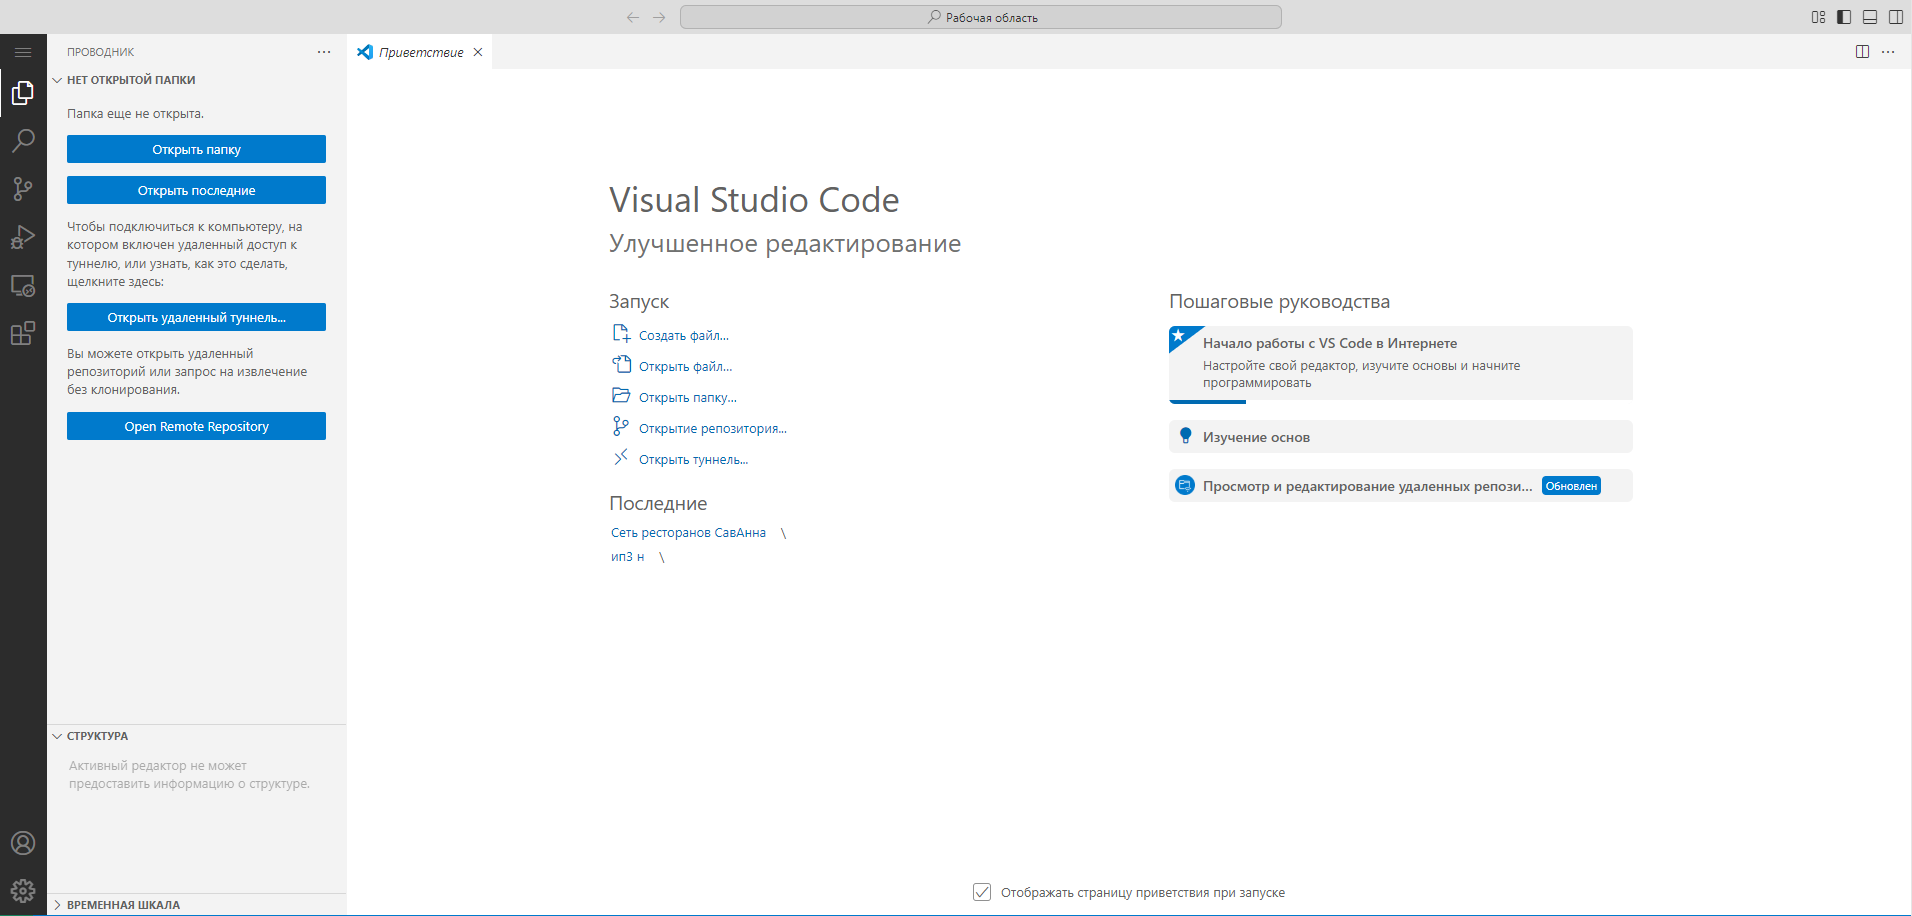 Рабочая область
ПРОВОДНИК
НЕТ ОТКРЫТОЙ ПАПКИ
Папка еще не открыта.
Открыть папку
Открыть последние
Чтобы подключиться к компьютеру, на
котором включен удаленный доступ к
туннелю, или узнать, как это сделать,
щелкните здесь:
Открыть удаленный туннель...
Вы можете открыть удаленный
репозиторий или запрос на извлечение
без клонирования.
Open Remote Repository
СТРУКТУРА
Активный редактор не может
предоставить информацию о структуре.
ВРЕМЕННАЯ ШКАЛА
Приветствие
Visual Studio Code
Улучшенное редактирование
Запуск
Создать файл...
Открыть файл...
Открыть папку...
Открытие репозитория...
Открыть туннель...
Последние
Сеть ресторанов СавАнна \
ип3 н \
Пошаговые руководства
Начало работы с VS Code в Интернете
Настройте свой редактор, изучите основы и начните
программировать
Изучение основ
Просмотр и редактирование удаленных репози... Обновлен
Отображать страницу приветствия при запуске